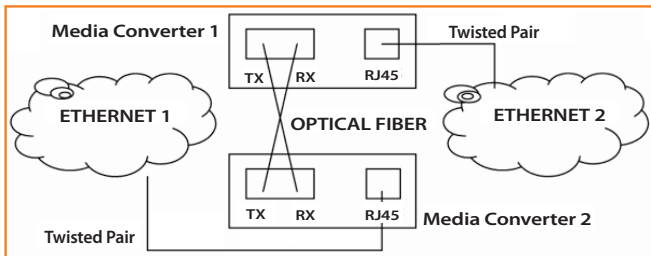 Media Converter 1
Twisted Pair
TX RX RJ45
ETHERNET 1
OPTICAL FIBER
ETHERNET 2
TX RX RJ45
Media Converter 2
Twisted Pair